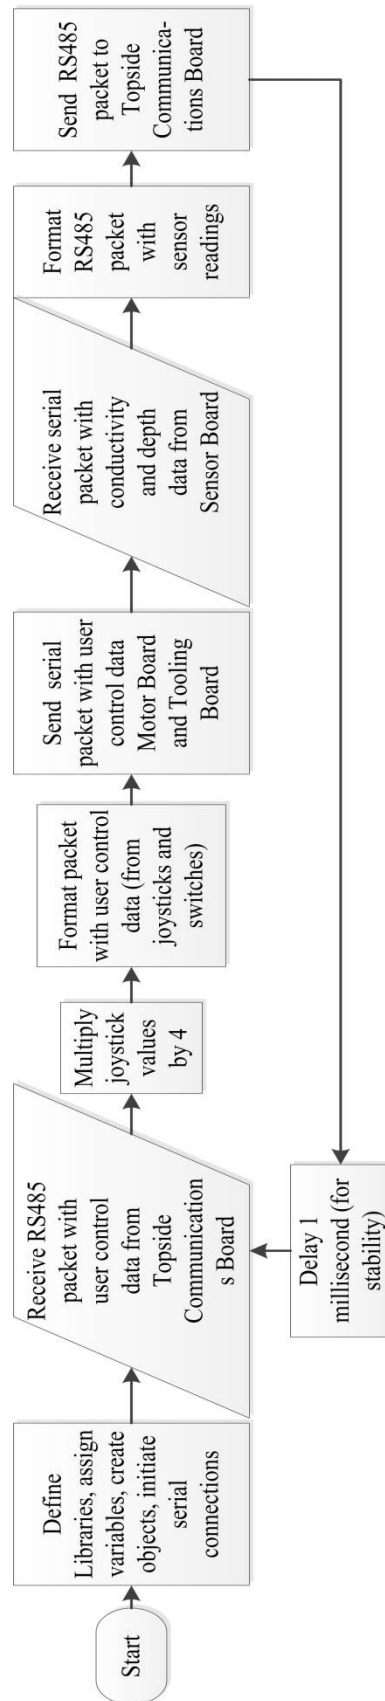 Start
Define
Libraries, assign
variables, create
objects, initiate
serial
connections
Receive RS485
packet with
user control
data from
Topside
Communication
s Board
Multiply
joystick
values
by 4
Format packet
with user control
data (from
joysticks and
switches)
Send serial
packet with user
control data
Motor Board
and Tooling
Board
Receive serial
packet with
conductivity
and depth
data from
Sensor Board
Format
RS485
packet
with
sensor
readings
Send RS485
packet to
Topside
Communica-
tions Board
Delay 1
millisecond (for
stability)